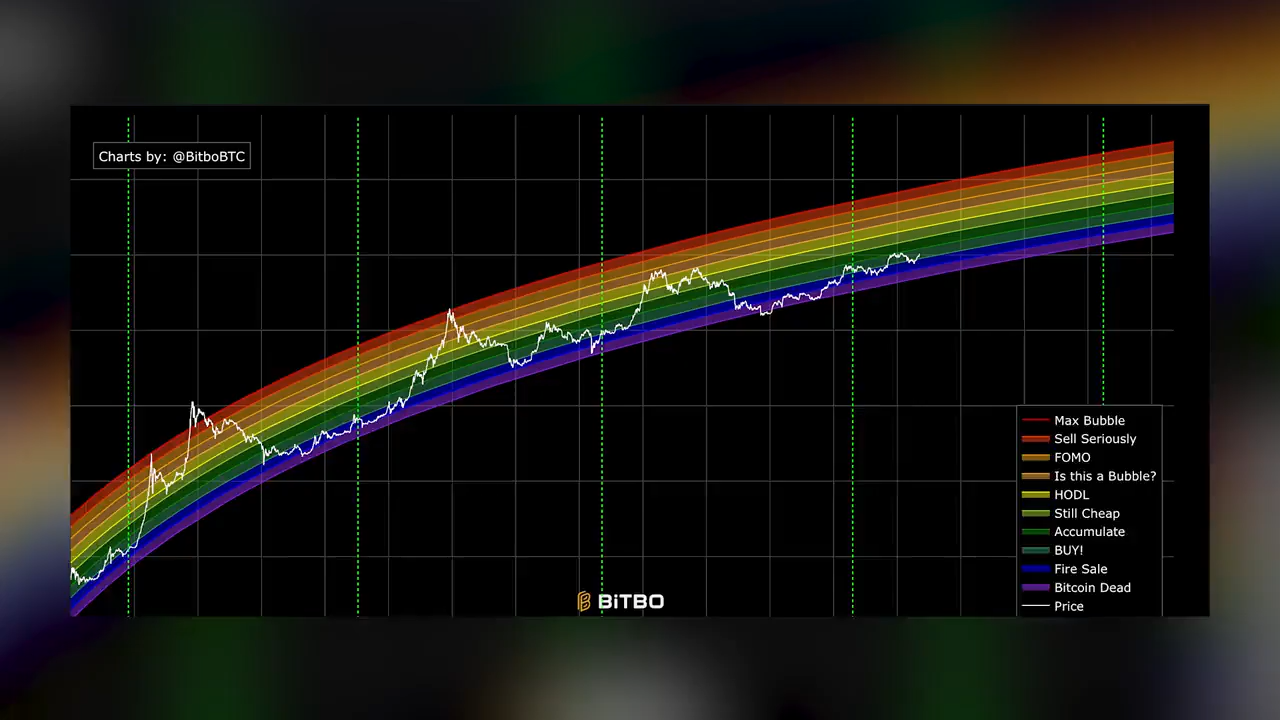 Charts by: @BitboBTC
Max Bubble
Sell Seriously
FOMO
Is this a Bubble?
HODL
Still Cheap
Accumulate
BUY!
Fire Sale
Bitcoin Dead
Price
BiTBO